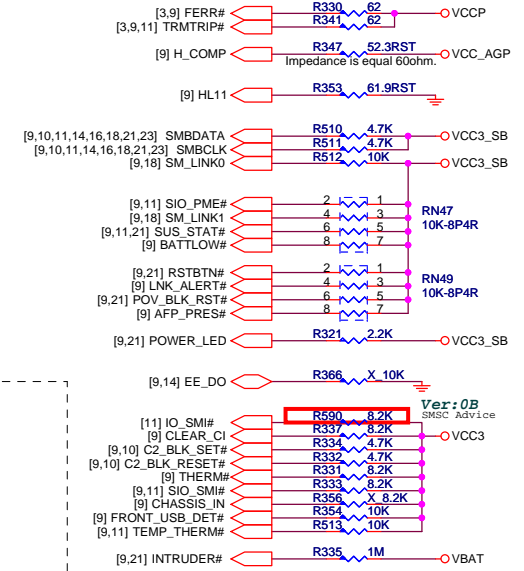 [3,9] FERR# R330 62
[3,9,11] TRMTRIP# R341 62 VCCP
[9] H_COMP R347 52.3RST VCC_AGP
Impedance is equal 60ohm.
[9] HL11 R353 61.9RST
[9,10,11,14,16,18,21,23] SMBDATA R510 4.7K VCC3_SB
[9,10,11,14,16,18,21,23] SMBCLK R511 4.7K
[9,18] SM_LINK0 R512 10K VCC3_SB
[9,11] SIO_PME# 2 1
[9,18] SM_LINK1 4 3 RN47
[9,11,21] SUS_STAT# 6 5 10K-8P4R
[9] BATTLOW# 8 7
[9,21] RSTBTN# 2 1
[9] LNK_ALERT# 4 3 RN49
[9,21] POV_BLK_RST# 6 5 10K-8P4R
[9] AFP_PRES# 8 7
[9,21] POWER_LED R321 2.2K VCC3_SB
[9,14] EE_DO R366 X_10K
Ver:0B
SMSC Advice
[11] IO_SMI# R590 8.2K
[9] CLEAR_CI R337 8.2K VCC3
[9,10] C2_BLK_SET# R334 4.7K
[9,10] C2_BLK_RESET# R332 4.7K
[9] THERM# R331 8.2K
[9,11] SIO_SMI# R333 8.2K
[9] CHASSIS_IN R356 X_8.2K
[9] FRONT_USB_DET# R354 10K
[9,11] TEMP_THERM# R513 10K
[9,21] INTRUDER# R335 1M VBAT